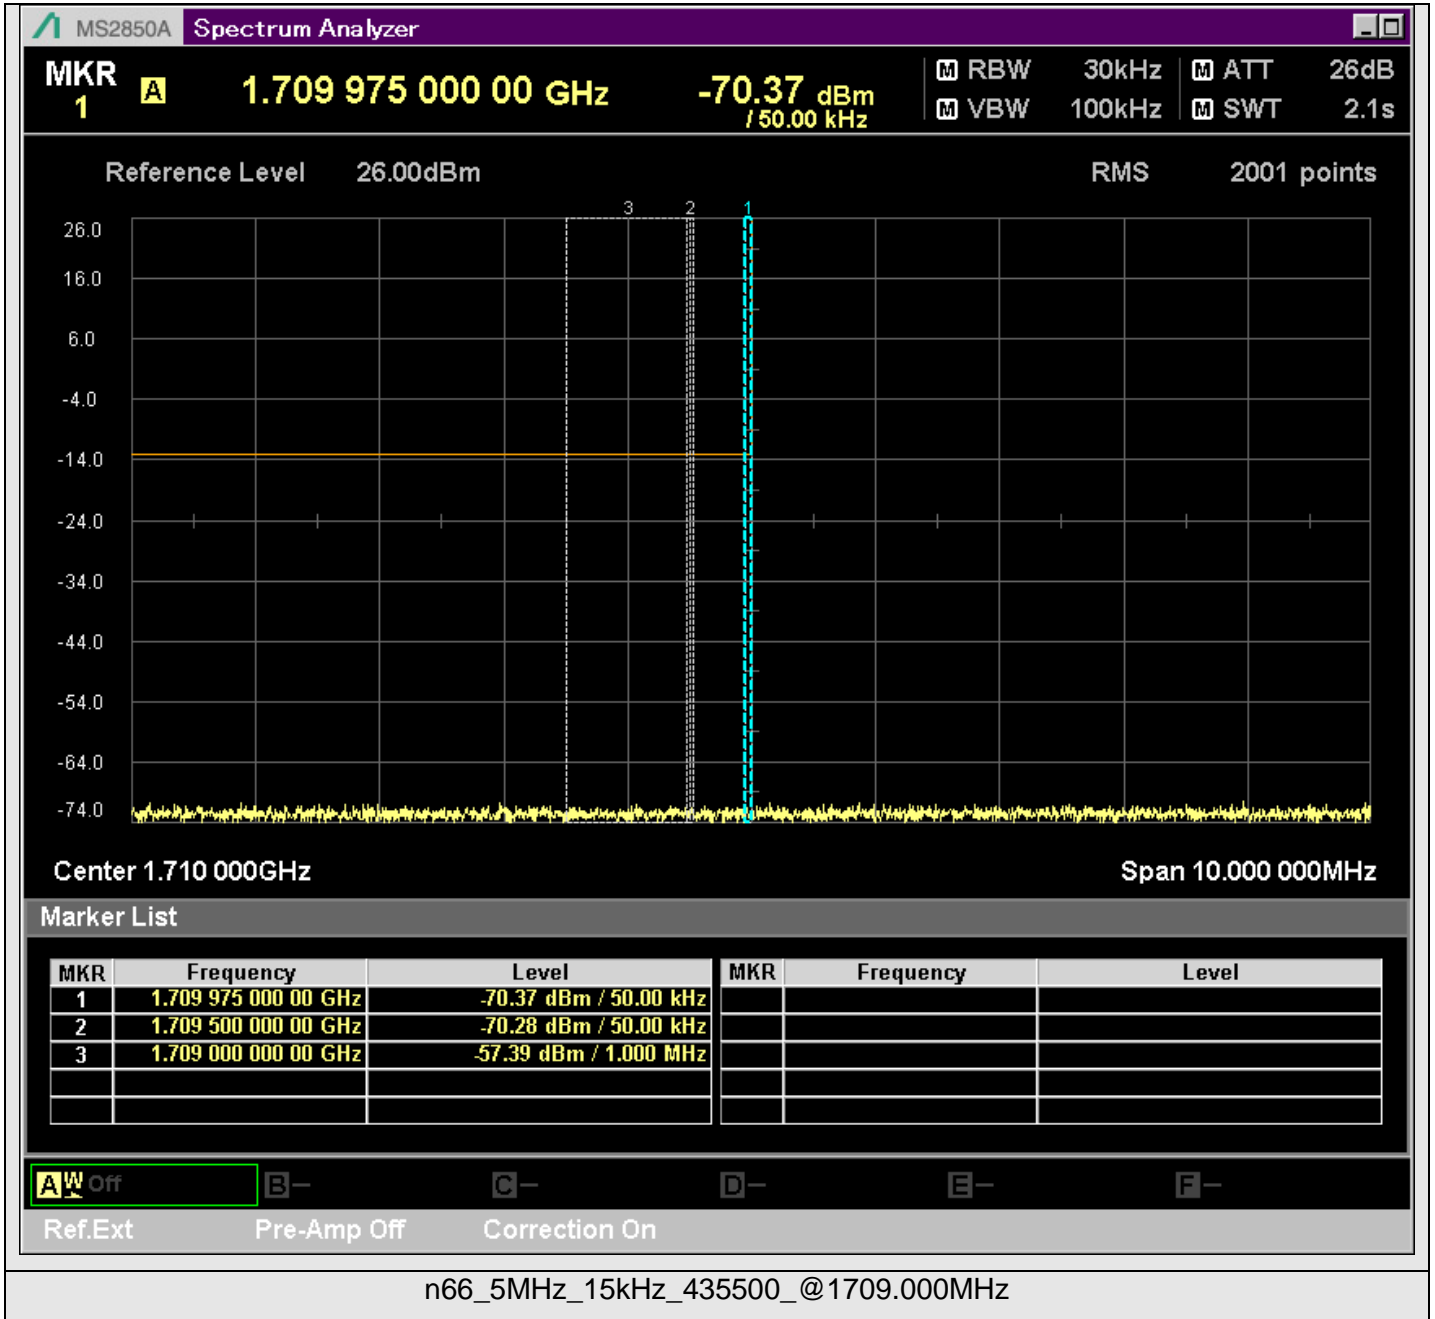 MS2850A Spectrum Analyzer
MKR 1 A 1.709 975 000 00 GHz -70.37 dBm / 50.00 kHz
M RBW 30kHz M ATT 26dB
M VBW 100kHz M SWT 2.1s
Reference Level 26.00dBm RMS 2001 points
3 2 1
26.0
16.0
6.0
-4.0
-14.0
-24.0
-34.0
-44.0
-54.0
-64.0
-74.0
Center 1.710 000GHz Span 10.000 000MHz
Marker List
MKR Frequency Level MKR Frequency Level
1 1.709 975 000 00 GHz -70.37 dBm / 50.00 kHz
2 1.709 500 000 00 GHz -70.28 dBm / 50.00 kHz
3 1.709 000 000 00 GHz -57.39 dBm / 1.000 MHz
A W Off B - C - D - E - F -
Ref.Ext Pre-Amp Off Correction On
n66_5MHz_15kHz_435500_@1709.000MHz